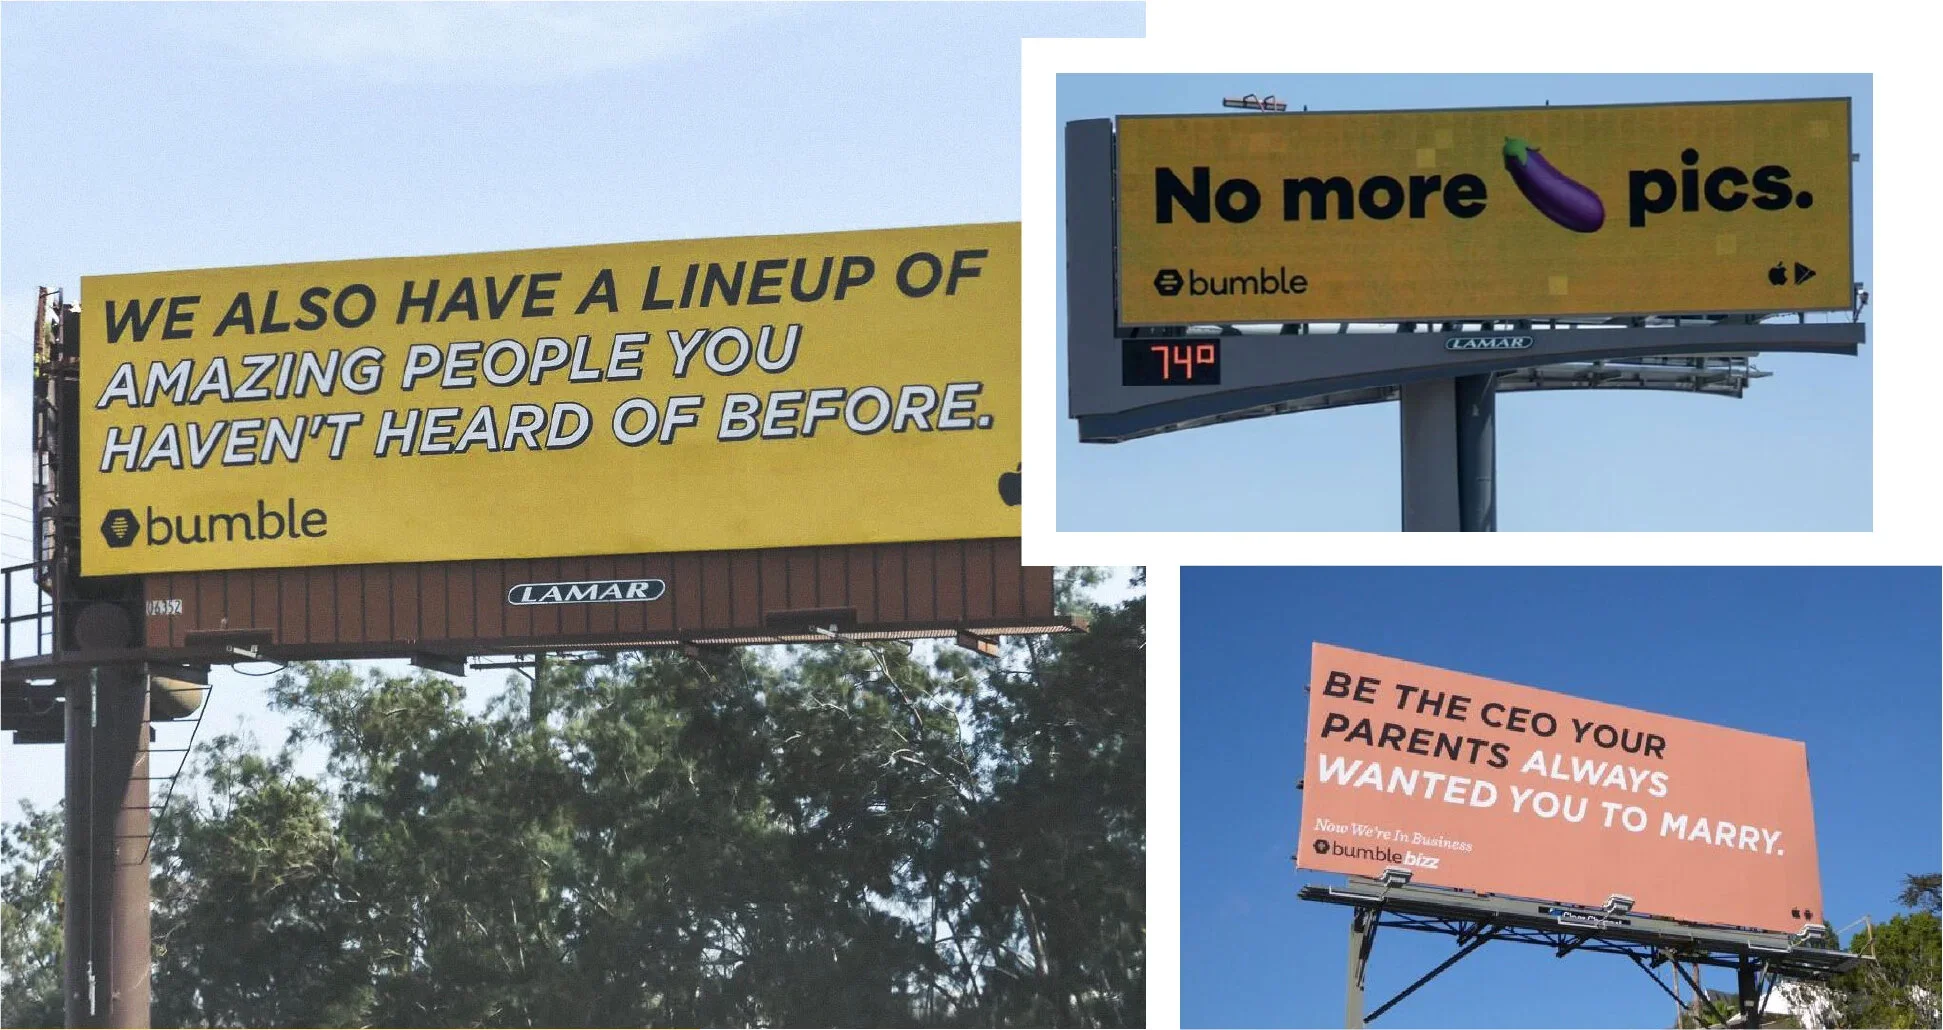 WE ALSO HAVE A LINEUP OF
AMAZING PEOPLE YOU
HAVEN'T HEARD OF BEFORE.
bumble
LAMAR
04352
No more 🍆 pics.
bumble
LAMAR
74°
BE THE CEO YOUR
PARENTS ALWAYS
WANTED YOU TO MARRY.
Now We're In Business
bumble bizz